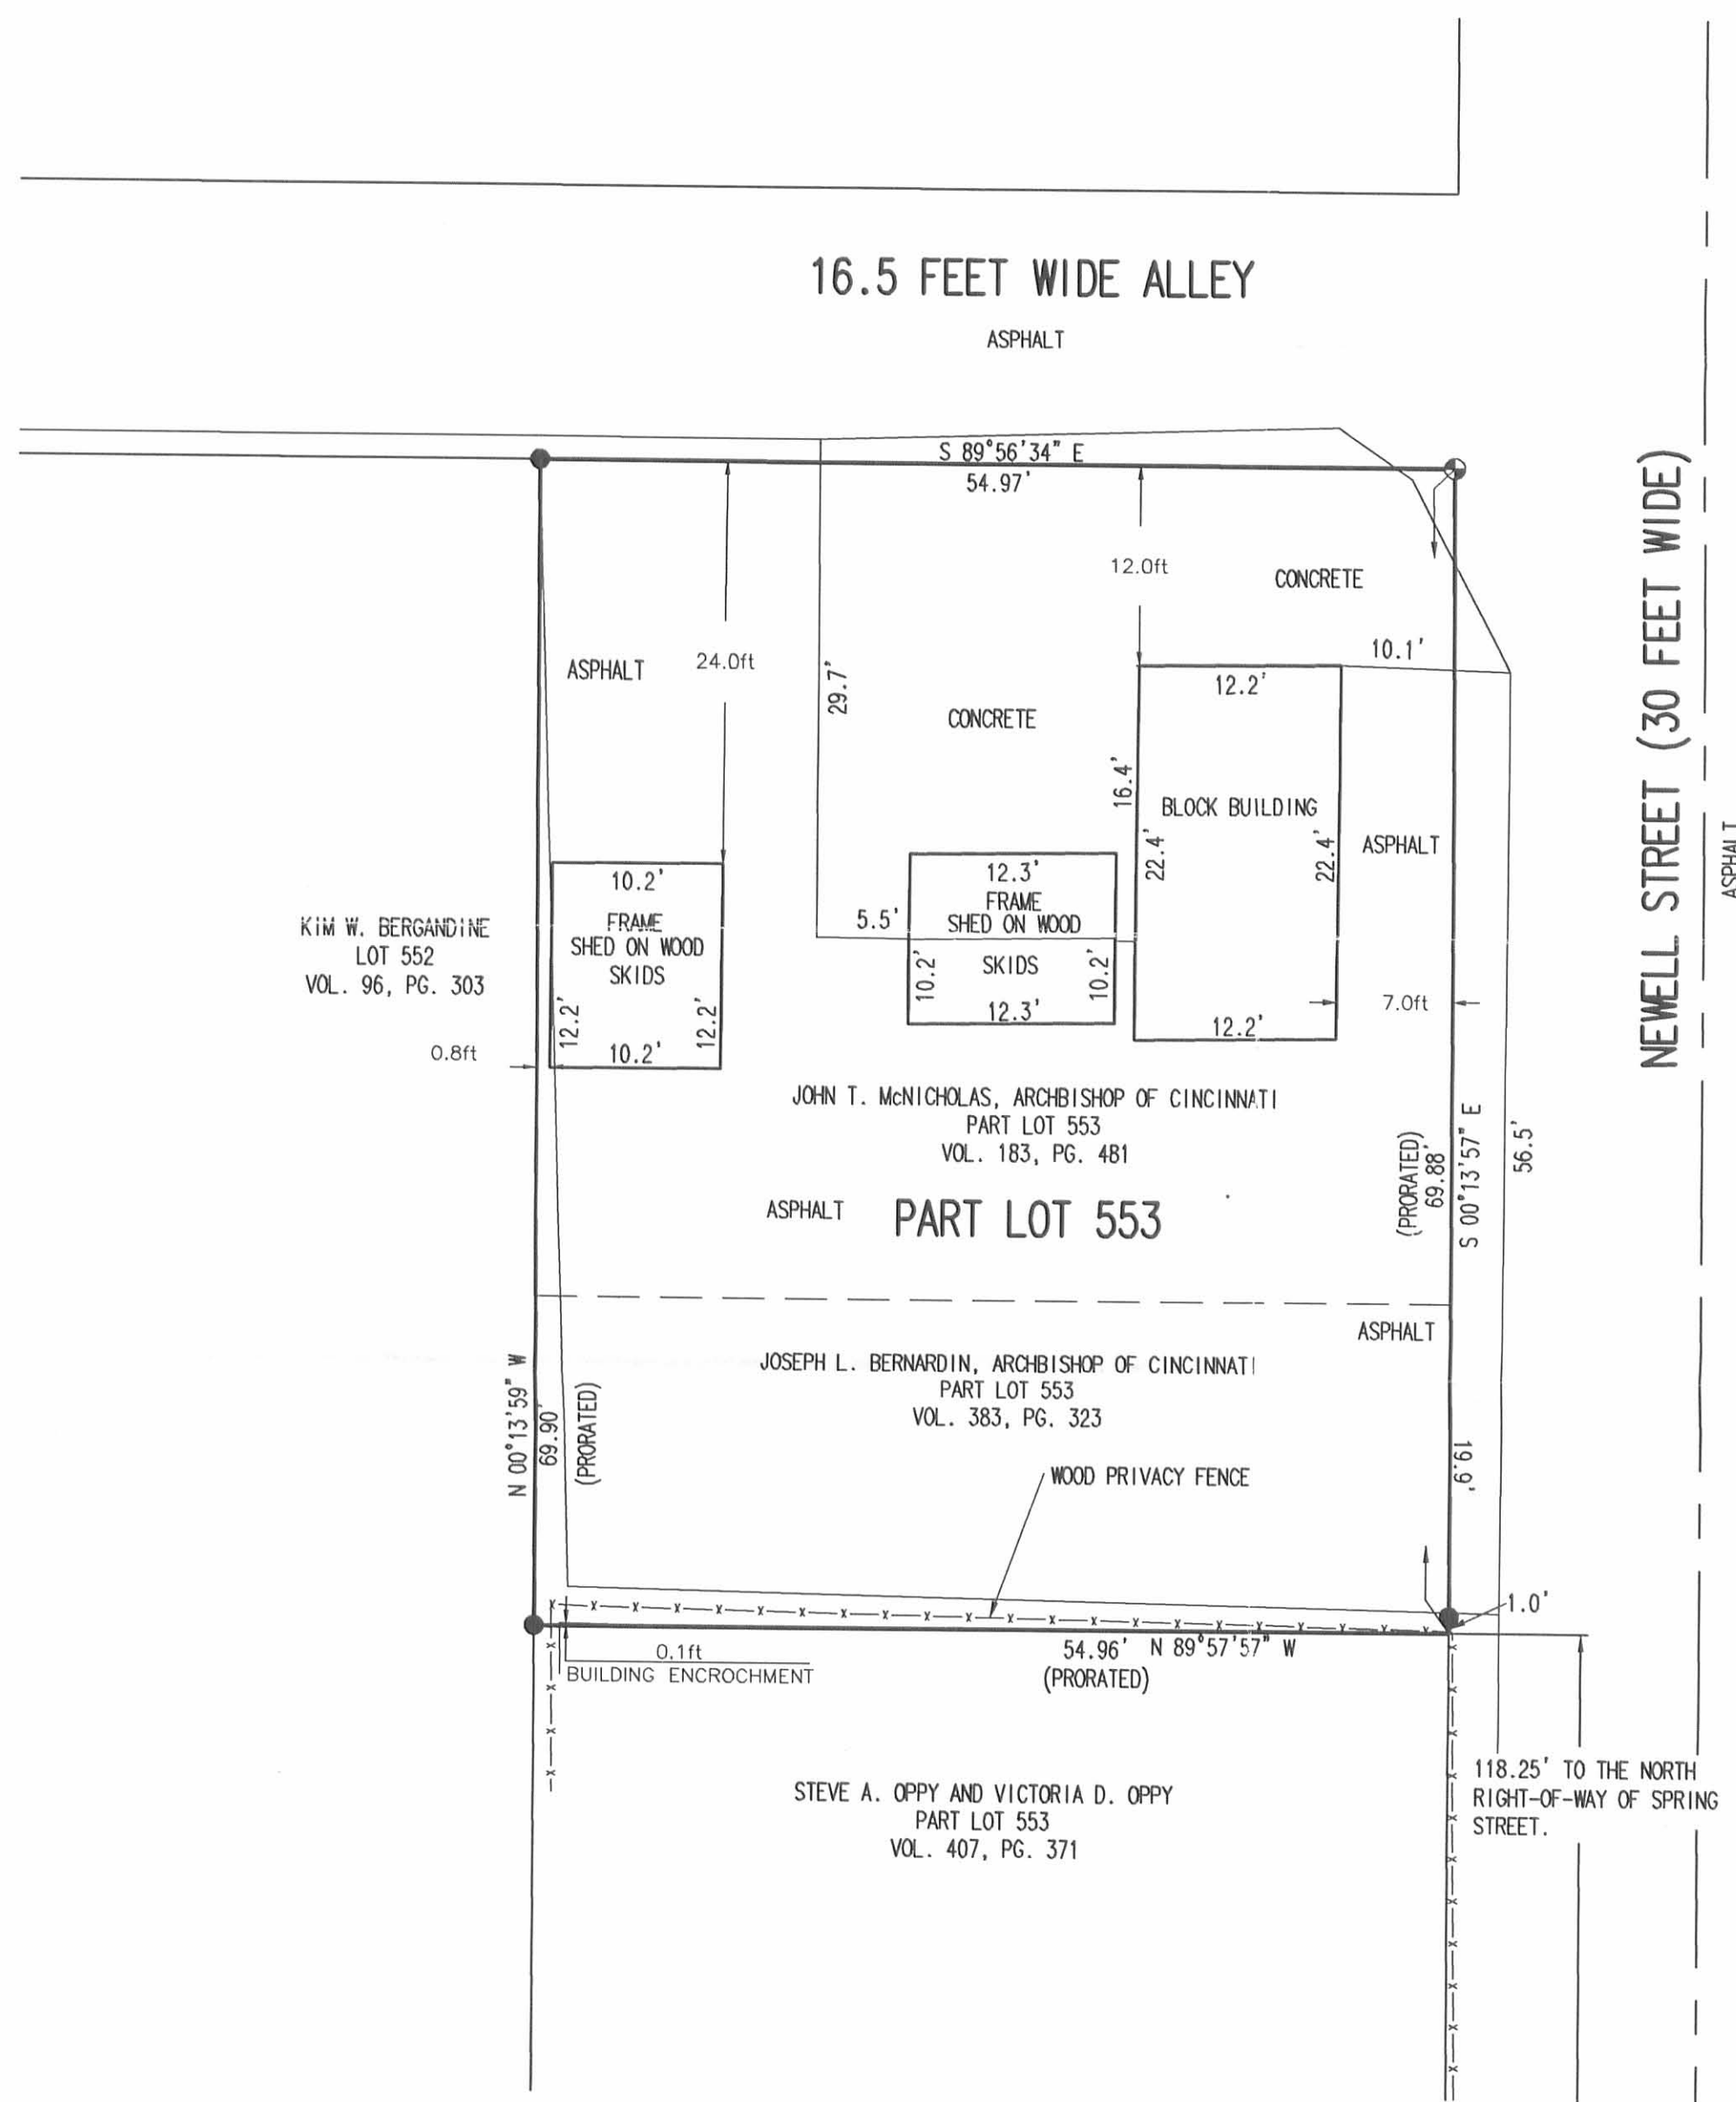 16.5 FEET WIDE ALLEY
ASPHALT
S 89°56'34" E
54.97'
12.0ft
CONCRETE
NEWELL STREET (30 FEET WIDE)
ASPHALT
ASPHALT
24.0ft
29.7'
CONCRETE
10.1'
12.2'
16.4'
BLOCK BUILDING
22.4'
22.4'
ASPHALT
10.2'
FRAME
SHED ON WOOD
SKIDS
12.2'
12.2'
10.2'
5.5'
12.3'
FRAME
SHED ON WOOD
SKIDS
10.2'
10.2'
12.3'
12.2'
7.0ft
KIM W. BERGANDINE
LOT 552
VOL. 96, PG. 303
0.8ft
JOHN T. McNICHOLAS, ARCHBISHOP OF CINCINNATI
PART LOT 553
VOL. 183, PG. 481
ASPHALT
PART LOT 553
(PRORATED)
69.88'
S 00°13'57" E
56.5'
ASPHALT
JOSEPH L. BERNARDIN, ARCHBISHOP OF CINCINNATI
PART LOT 553
VOL. 383, PG. 323
N 00°13'59" W
69.90'
(PRORATED)
WOOD PRIVACY FENCE
19.9'
1.0'
0.1ft
BUILDING ENCROCHMENT
54.96' N 89°57'57" W
(PRORATED)
118.25' TO THE NORTH
RIGHT-OF-WAY OF SPRING
STREET.
STEVE A. OPPY AND VICTORIA D. OPPY
PART LOT 553
VOL. 407, PG. 371